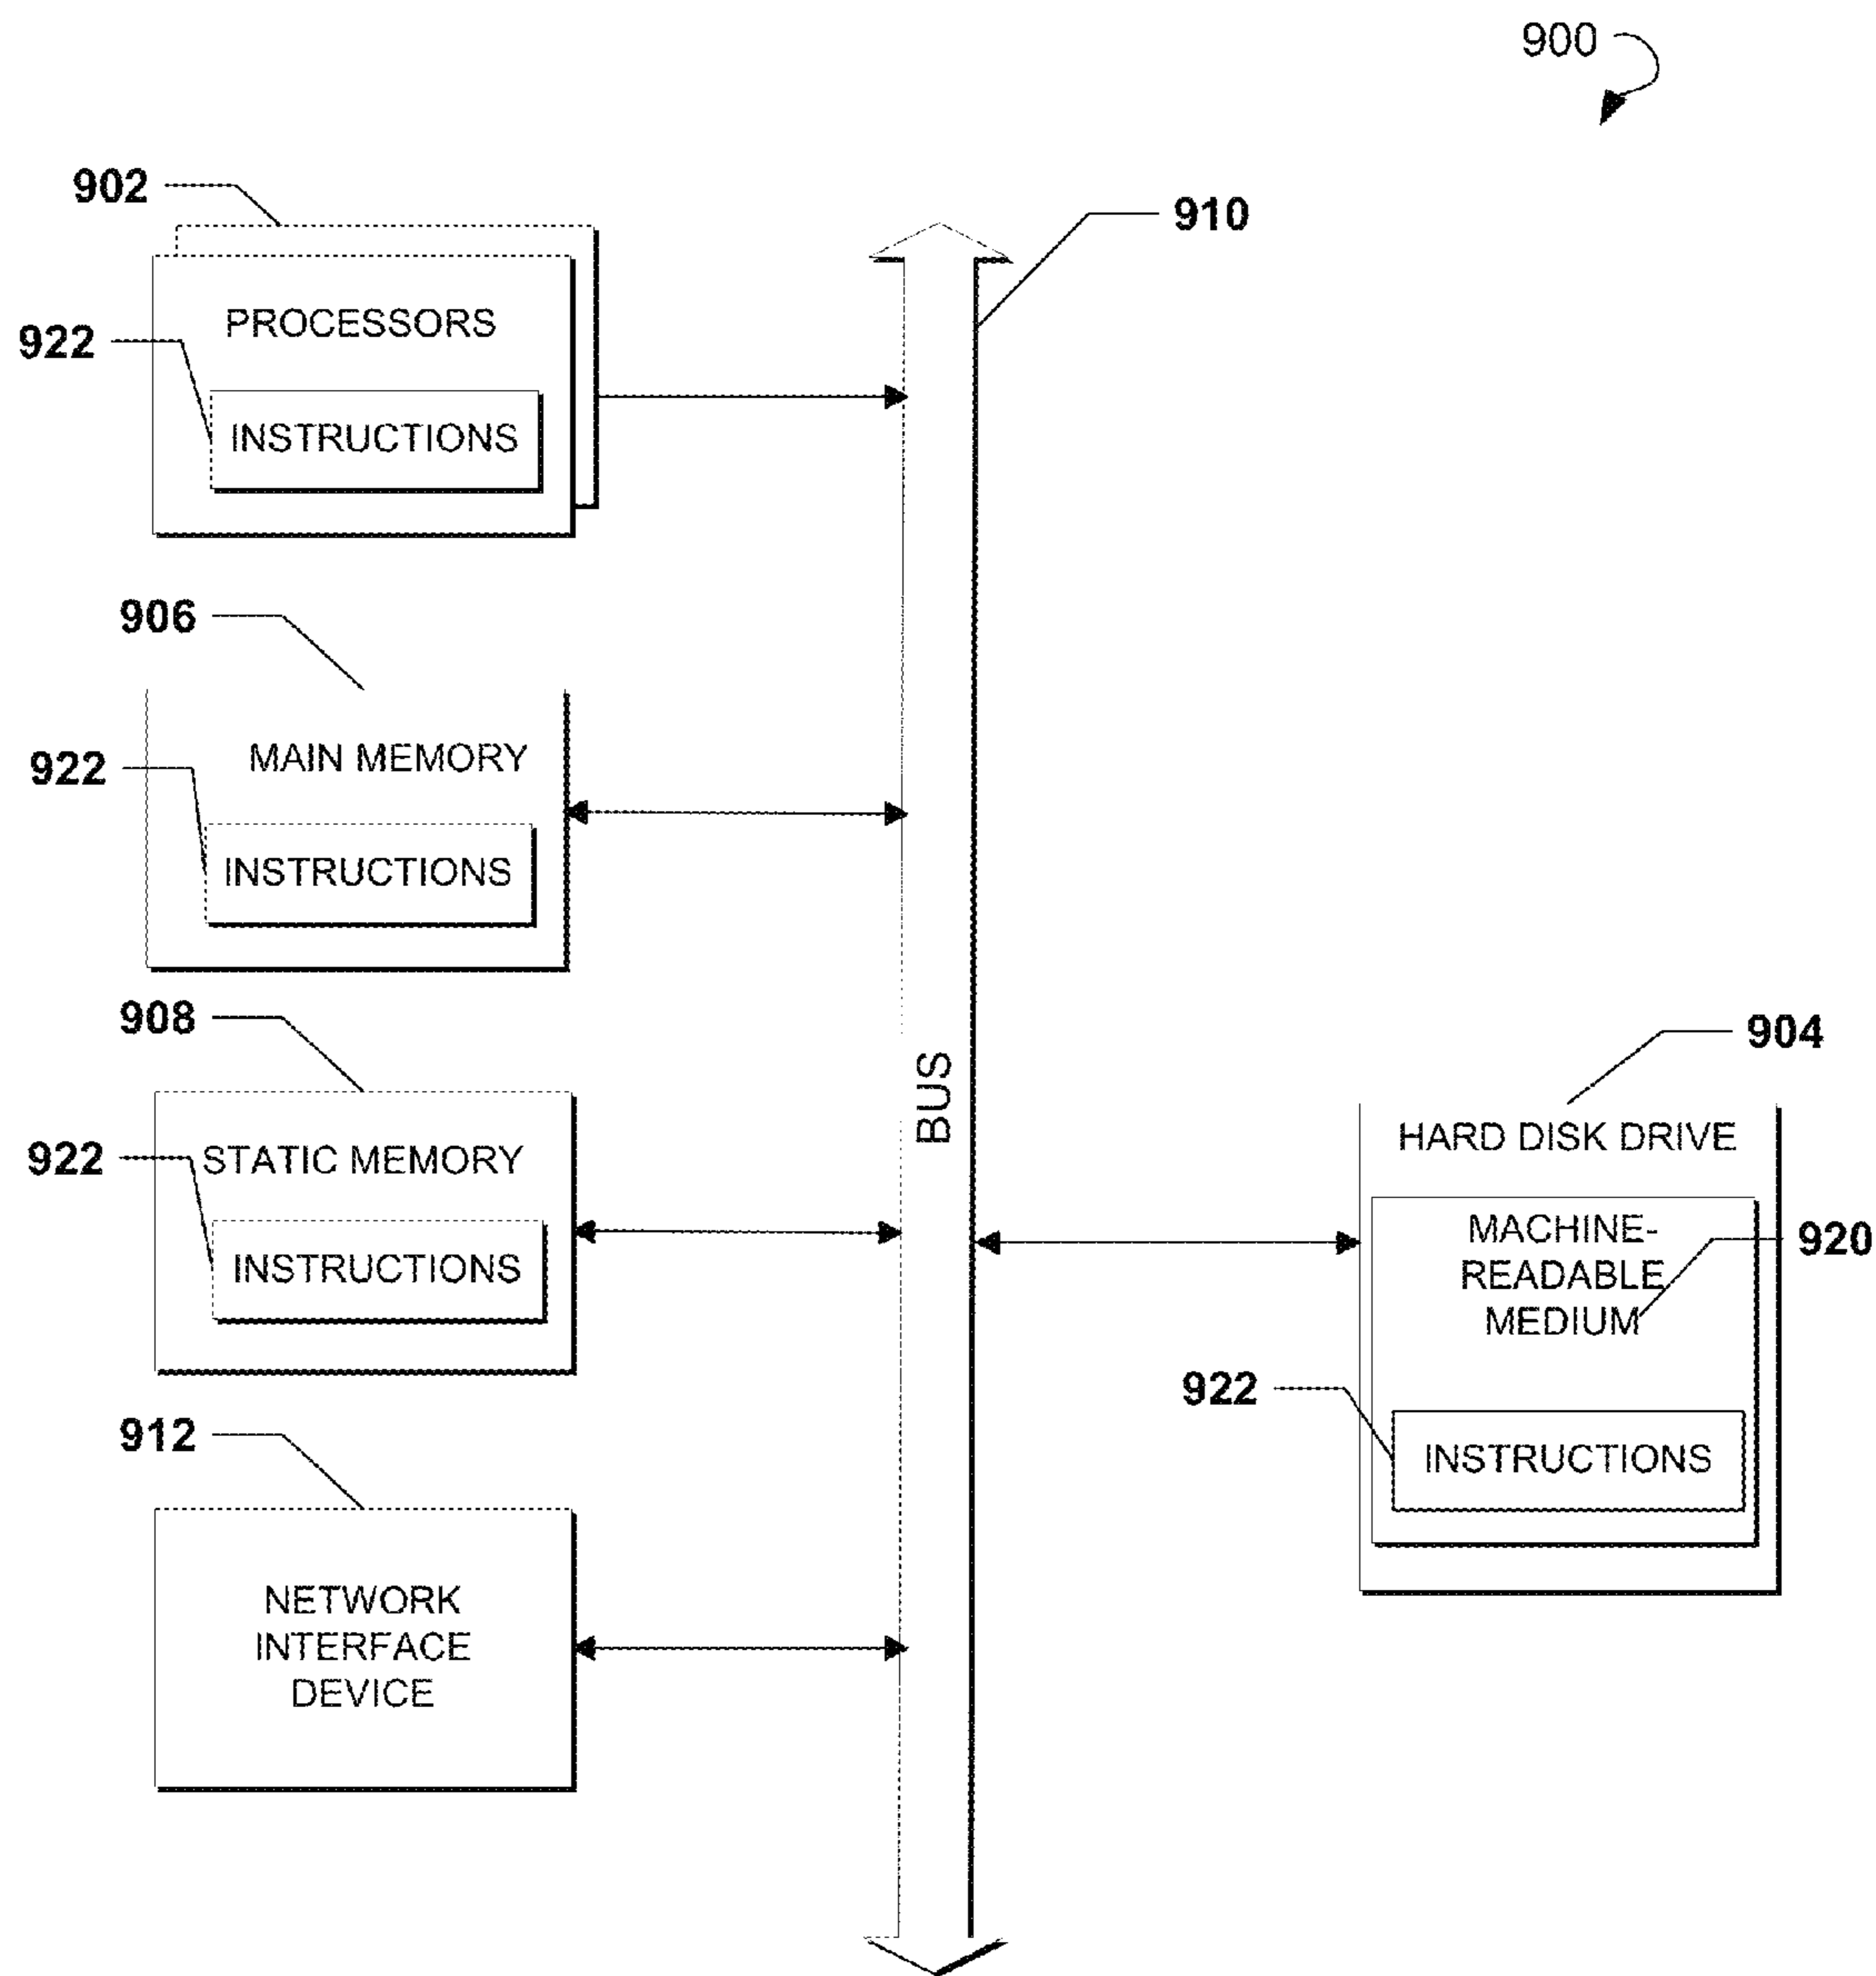 900
902
910
PROCESSORS
922
INSTRUCTIONS
906
MAIN MEMORY
922
INSTRUCTIONS
908
904
BUS
HARD DISK DRIVE
922
STATIC MEMORY
MACHINE-
READABLE
MEDIUM
920
INSTRUCTIONS
922
INSTRUCTIONS
912
NETWORK
INTERFACE
DEVICE